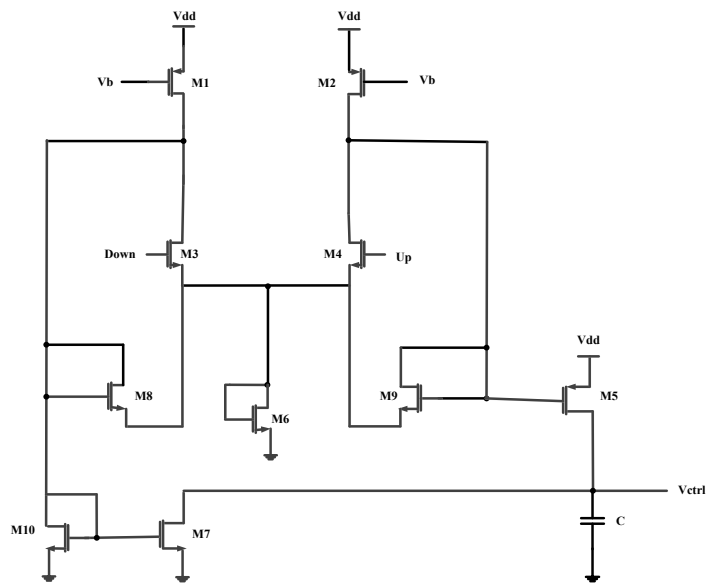 Vdd Vdd
Vb M1 M2 Vb
Down M3 M4 Up
Vdd
M8 M6 M9 M5
Vctrl
M10 M7 C